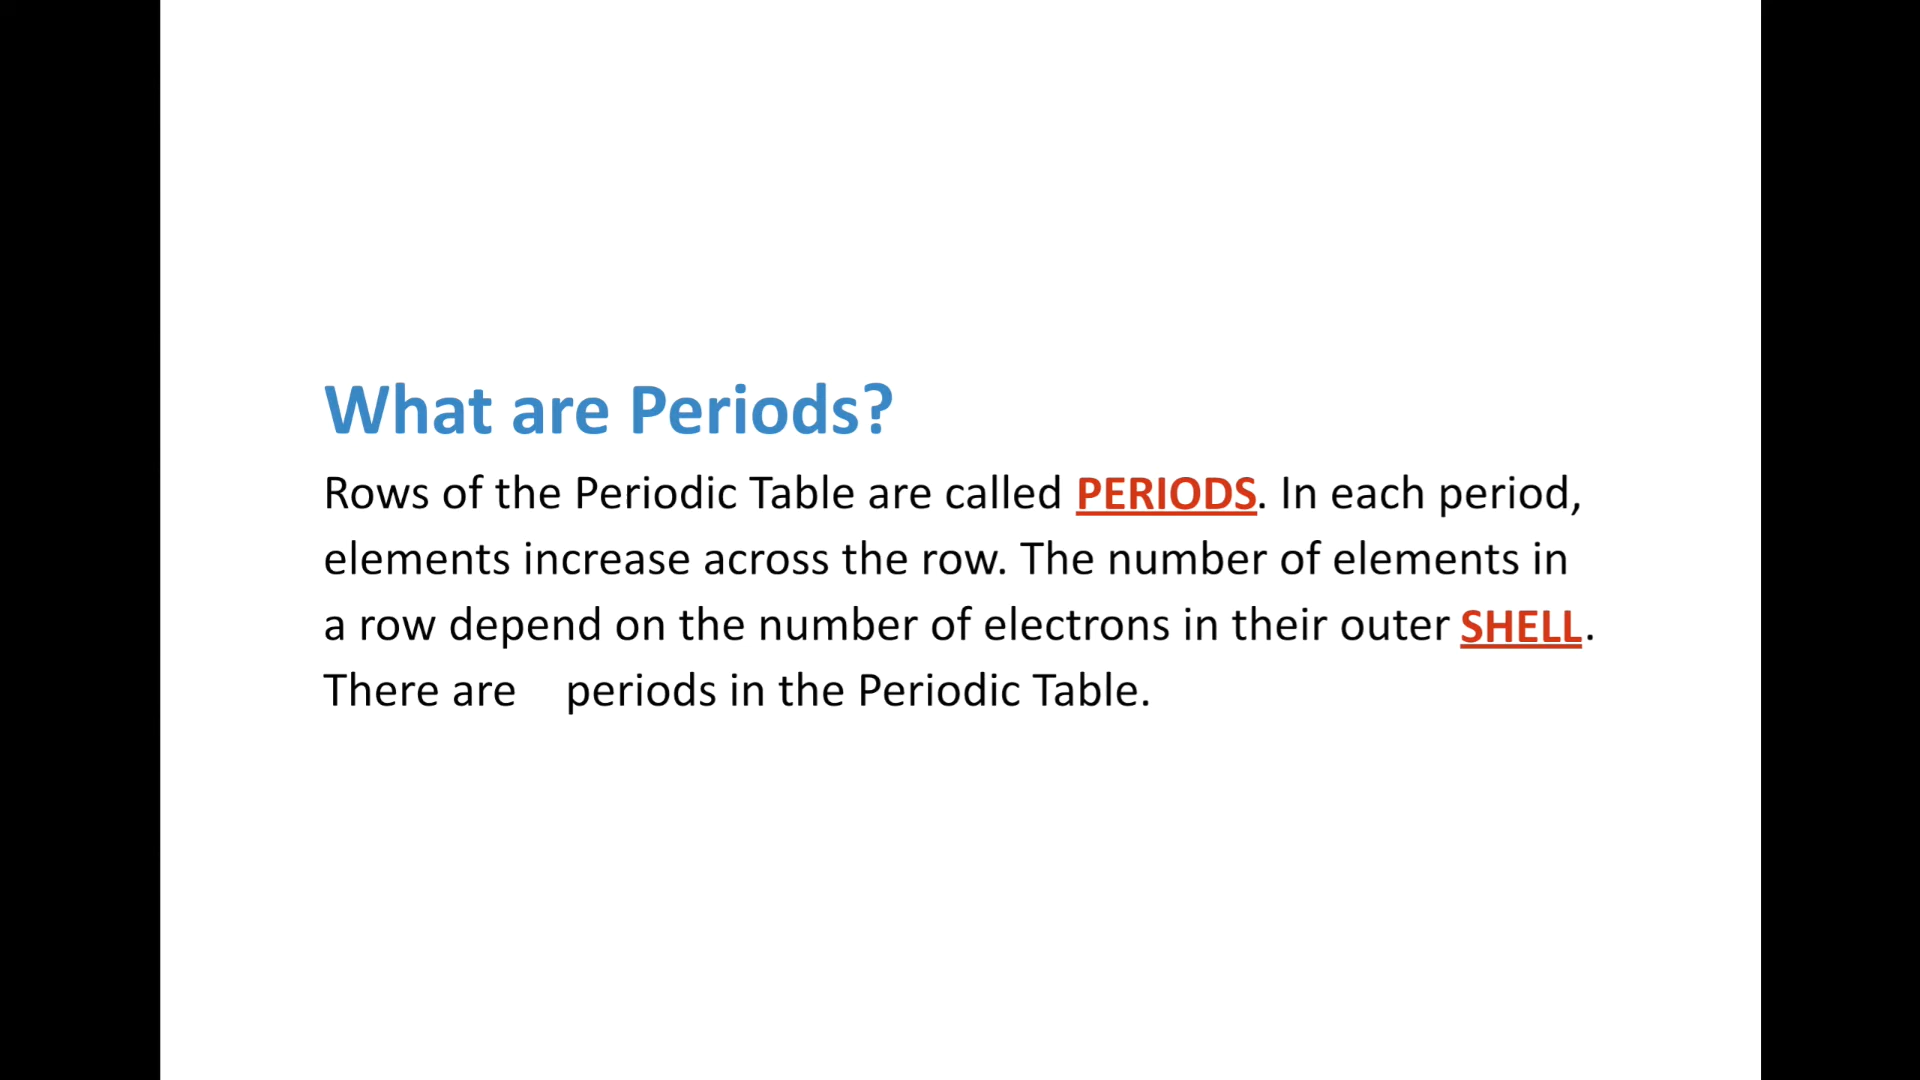 What are Periods?
Rows of the Periodic Table are called PERIODS. In each period,
elements increase across the row. The number of elements in
a row depend on the number of electrons in their outer SHELL.
There are periods in the Periodic Table.